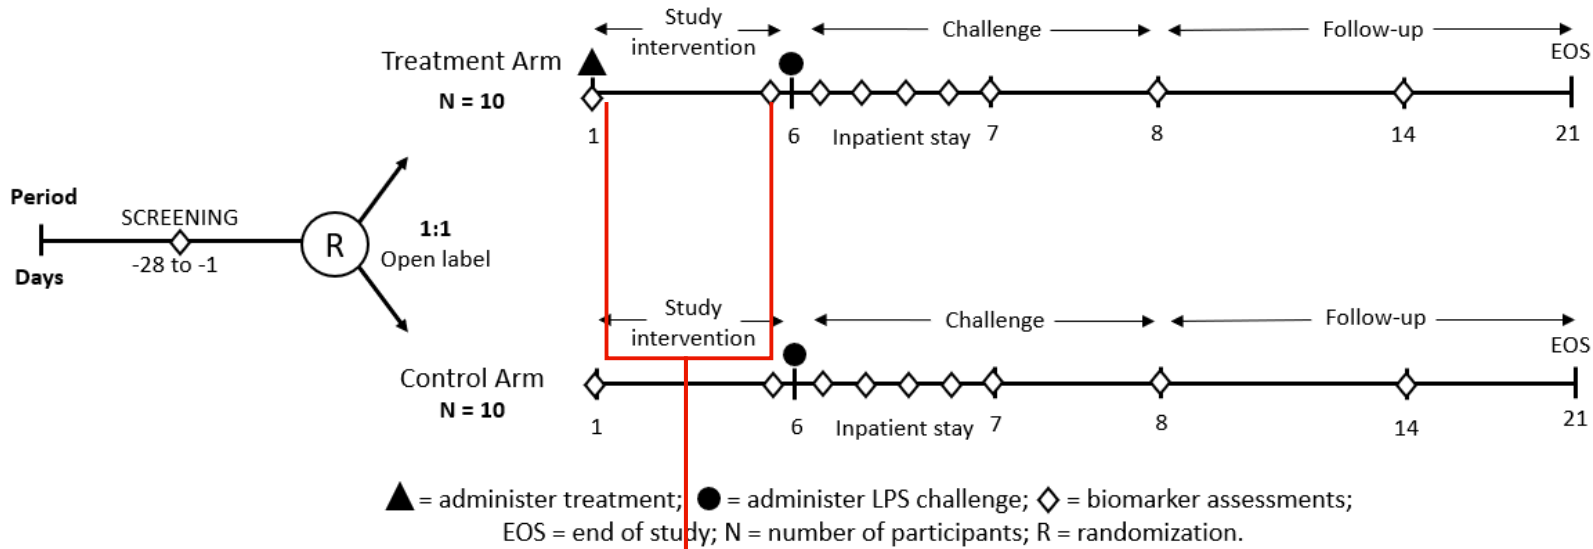 Study
intervention
Challenge
Follow-up
EOS
Treatment Arm
N = 10
1
6
Inpatient stay
7
8
14
21
Period
SCREENING
-28 to -1
Days
R
1:1
Open label
Study
intervention
Challenge
Follow-up
EOS
Control Arm
N = 10
1
6
Inpatient stay
7
8
14
21
= administer treatment; = administer LPS challenge; = biomarker assessments;
EOS = end of study; N = number of participants; R = randomization.